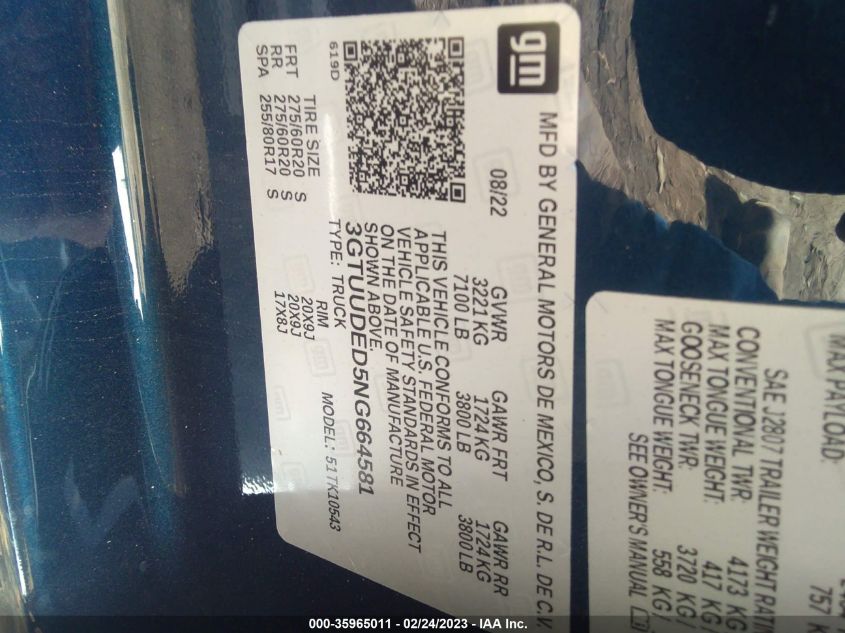 gm
MFD BY GENERAL MOTORS DE MEXICO, S. DE R.L. DE C.V.
08/22 GVWR GAWR FRT GAWR RR
3221 KG 1724 KG 1724 KG
7100 LB 3800 LB 3800 LB
THIS VEHICLE CONFORMS TO ALL
APPLICABLE U.S. FEDERAL MOTOR
VEHICLE SAFETY STANDARDS IN EFFECT
ON THE DATE OF MANUFACTURE
SHOWN ABOVE.
3GTUUDED5NG664581
619D TYPE: TRUCK MODEL: 51TK10543
TIRE SIZE RIM
FRT 275/60R20 S 20X9J
RR 275/60R20 S 20X9J
SPA 255/80R17 S 17X8J
MAX PAYLOAD:
757
SAE J2807 TRAILER WEIGHT
CONVENTIONAL TWR: 4173 KG
MAX TONGUE WEIGHT: 417 KG /
GOOSENECK TWR: 3720 KG /
MAX TONGUE WEIGHT: 558 KG /
SEE OWNER'S MANUAL
000-35965011 - 02/24/2023 - IAA Inc.